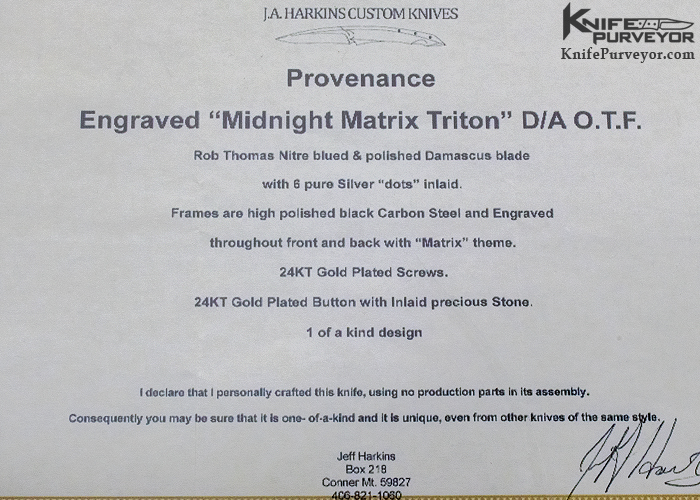 J.A. HARKINS CUSTOM KNIVES
KNIFE
PURVEYOR
KnifePurveyor.com
Provenance
Engraved “Midnight Matrix Triton” D/A O.T.F.
Rob Thomas Nitre blued & polished Damascus blade
with 6 pure Silver “dots” inlaid.
Frames are high polished black Carbon Steel and Engraved
throughout front and back with “Matrix” theme.
24KT Gold Plated Screws.
24KT Gold Plated Button with Inlaid precious Stone.
1 of a kind design
I declare that I personally crafted this knife, using no production parts in its assembly.
Consequently you may be sure that it is one- of-a-kind and it is unique, even from other knives of the same style.
Jeff Harkins
Box 218
Conner Mt. 59827
406-821-1060